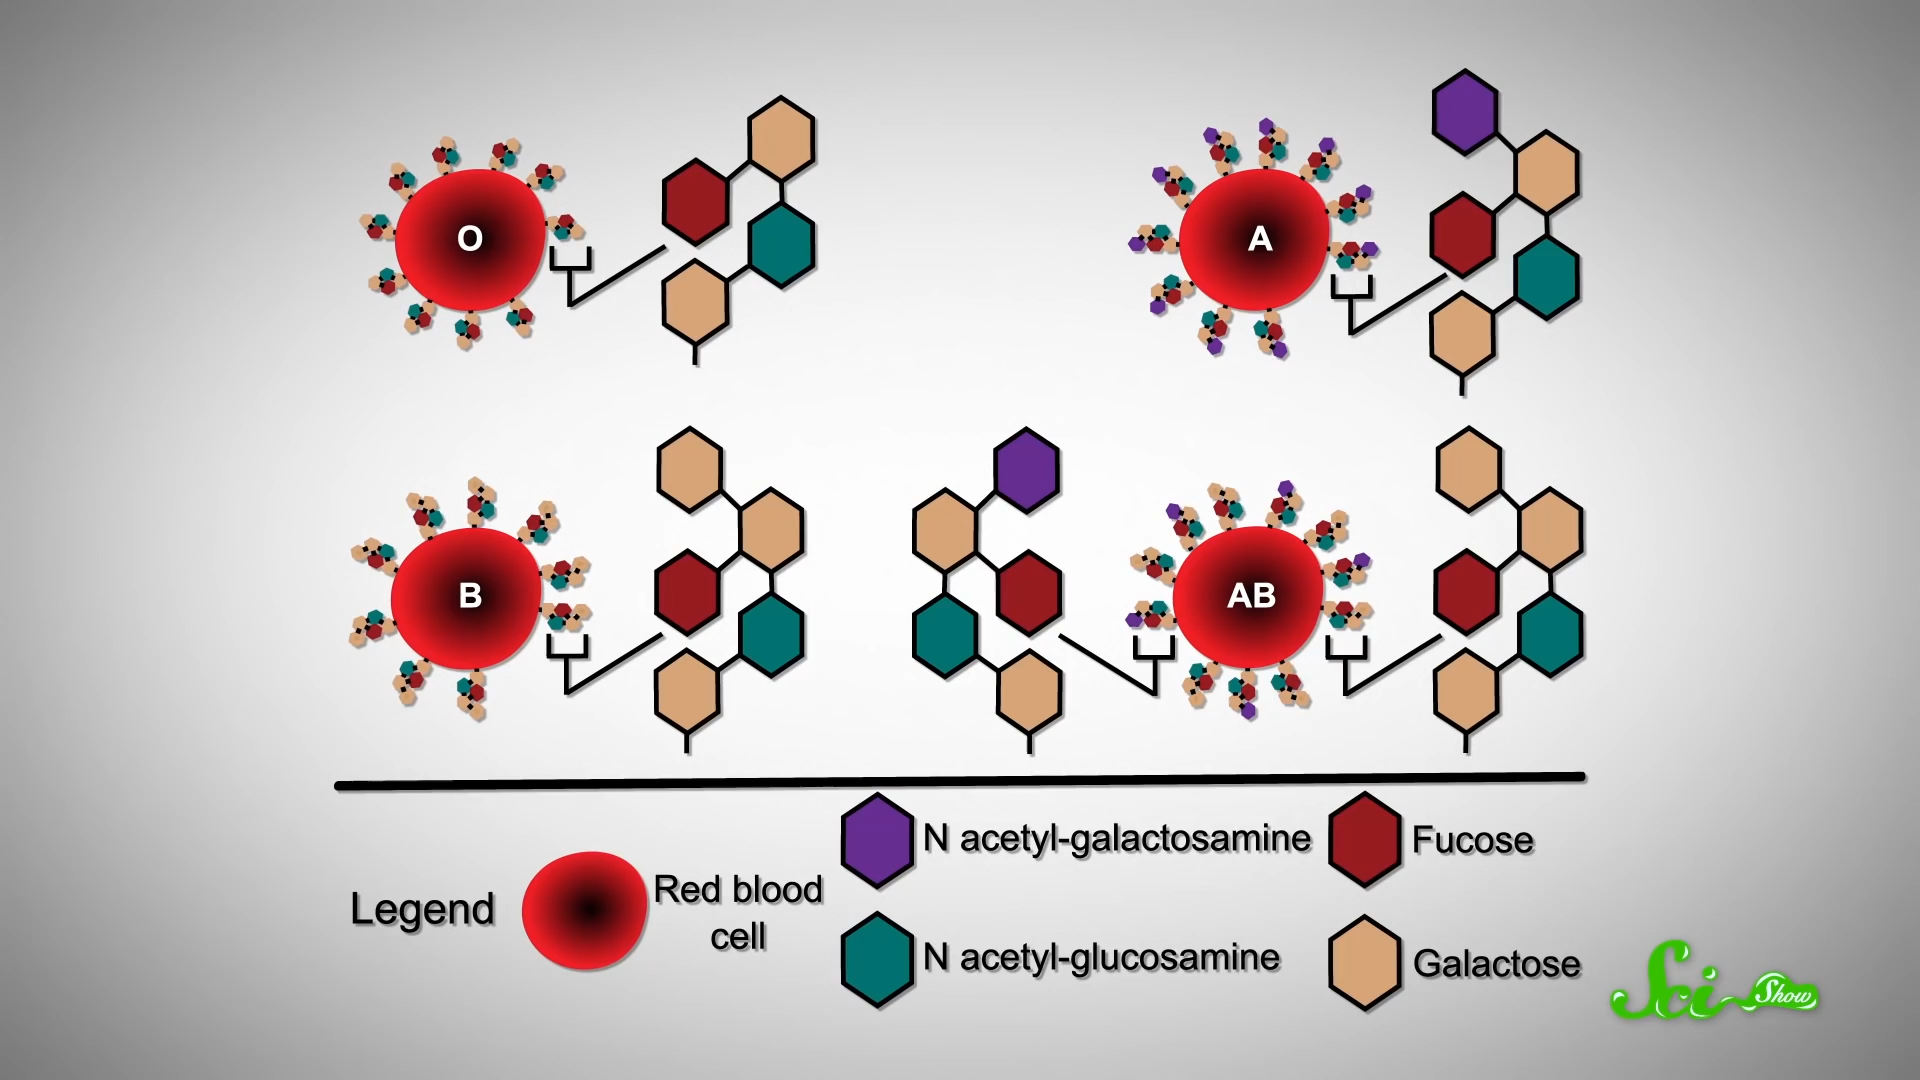 O
A
B
AB
Legend
Red blood
cell
N acetyl-galactosamine
Fucose
N acetyl-glucosamine
Galactose
Sci Show